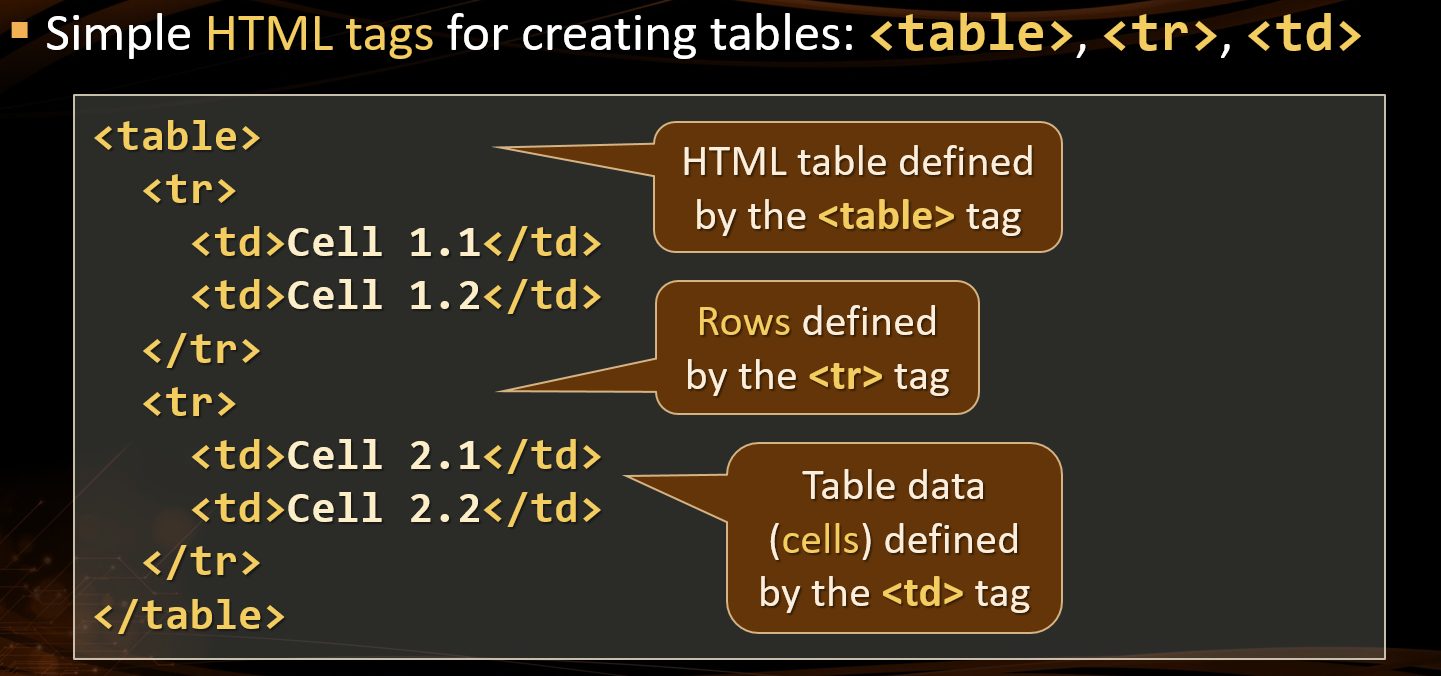 Simple HTML tags for creating tables: <table>, <tr>, <td>
<table>
<tr>
<td>Cell 1.1</td>
<td>Cell 1.2</td>
</tr>
<tr>
<td>Cell 2.1</td>
<td>Cell 2.2</td>
</tr>
</table>
HTML table defined
by the <table> tag
Rows defined
by the <tr> tag
Table data
(cells) defined
by the <td> tag